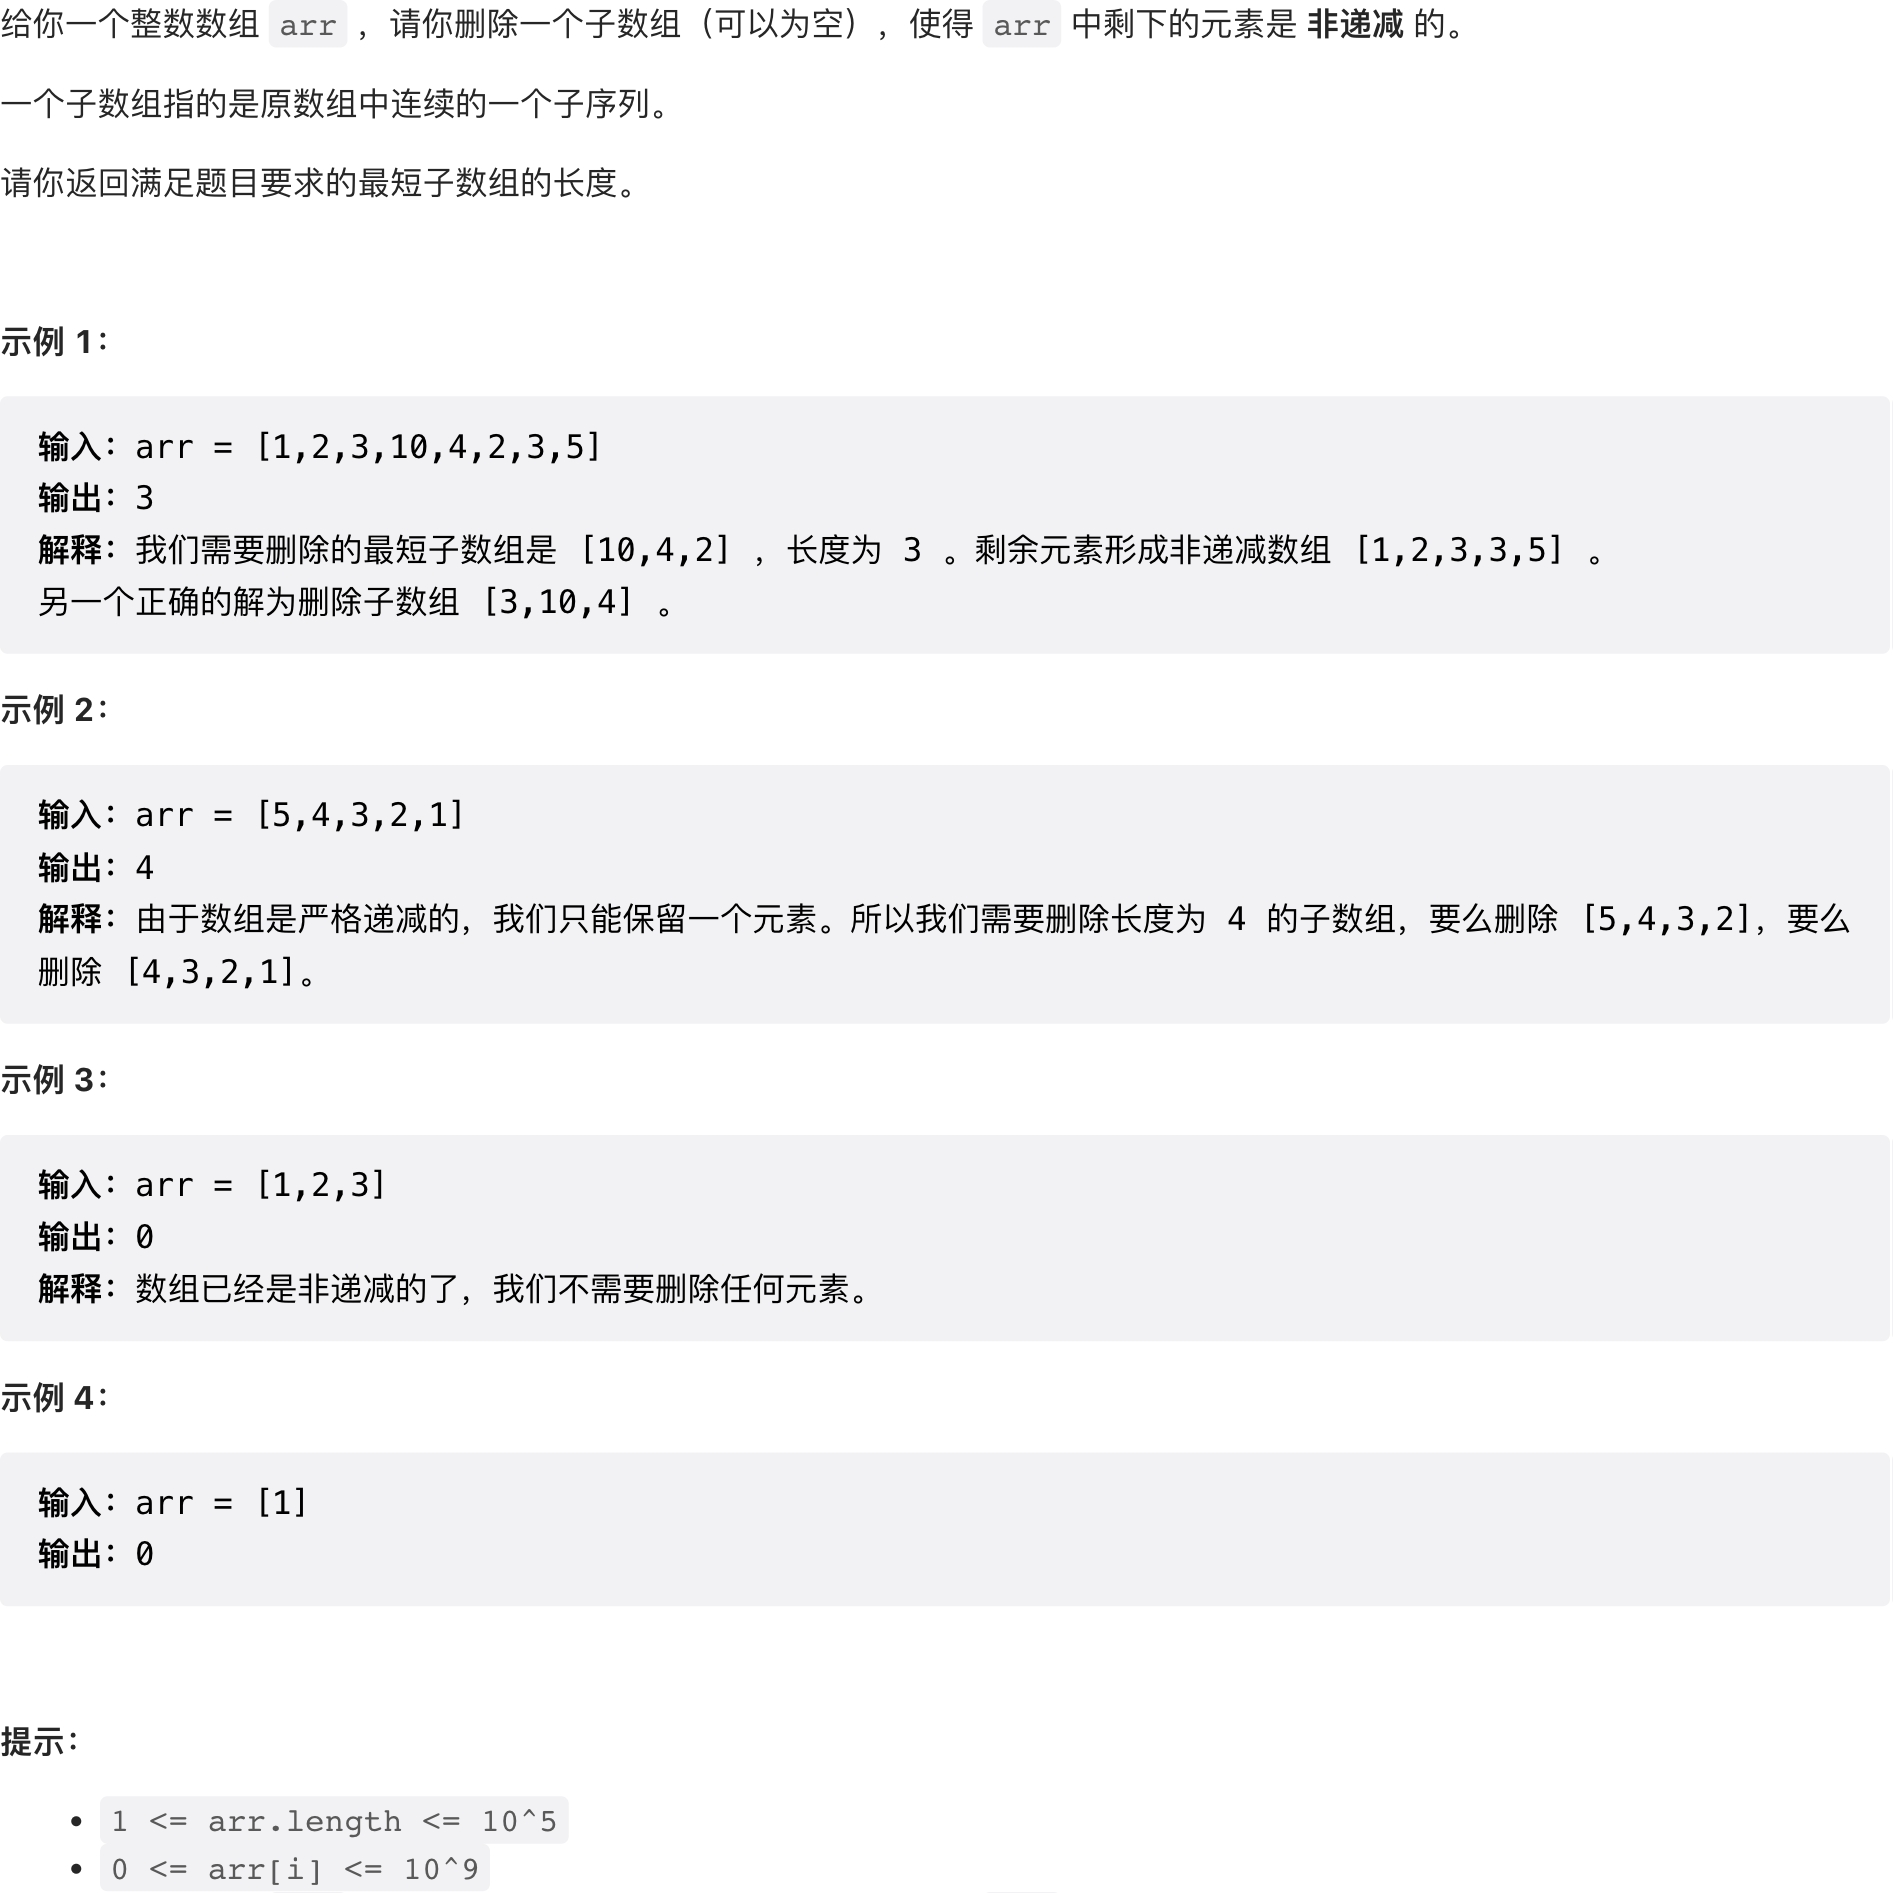 给你一个整数数组 arr ，请你删除一个子数组（可以为空），使得 arr 中剩下的元素是 非递减 的。
一个子数组指的是原数组中连续的一个子序列。
请你返回满足题目要求的最短子数组的长度。
示例 1：
输入：arr = [1,2,3,10,4,2,3,5]
输出：3
解释：我们需要删除的最短子数组是 [10,4,2] ，长度为 3 。剩余元素形成非递减数组 [1,2,3,3,5] 。
另一个正确的解为删除子数组 [3,10,4] 。
示例 2：
输入：arr = [5,4,3,2,1]
输出：4
解释：由于数组是严格递减的，我们只能保留一个元素。所以我们需要删除长度为 4 的子数组，要么删除 [5,4,3,2]，要么
删除 [4,3,2,1]。
示例 3：
输入：arr = [1,2,3]
输出：0
解释：数组已经是非递减的了，我们不需要删除任何元素。
示例 4：
输入：arr = [1]
输出：0
提示：
• 1 <= arr.length <= 10^5
• 0 <= arr[i] <= 10^9